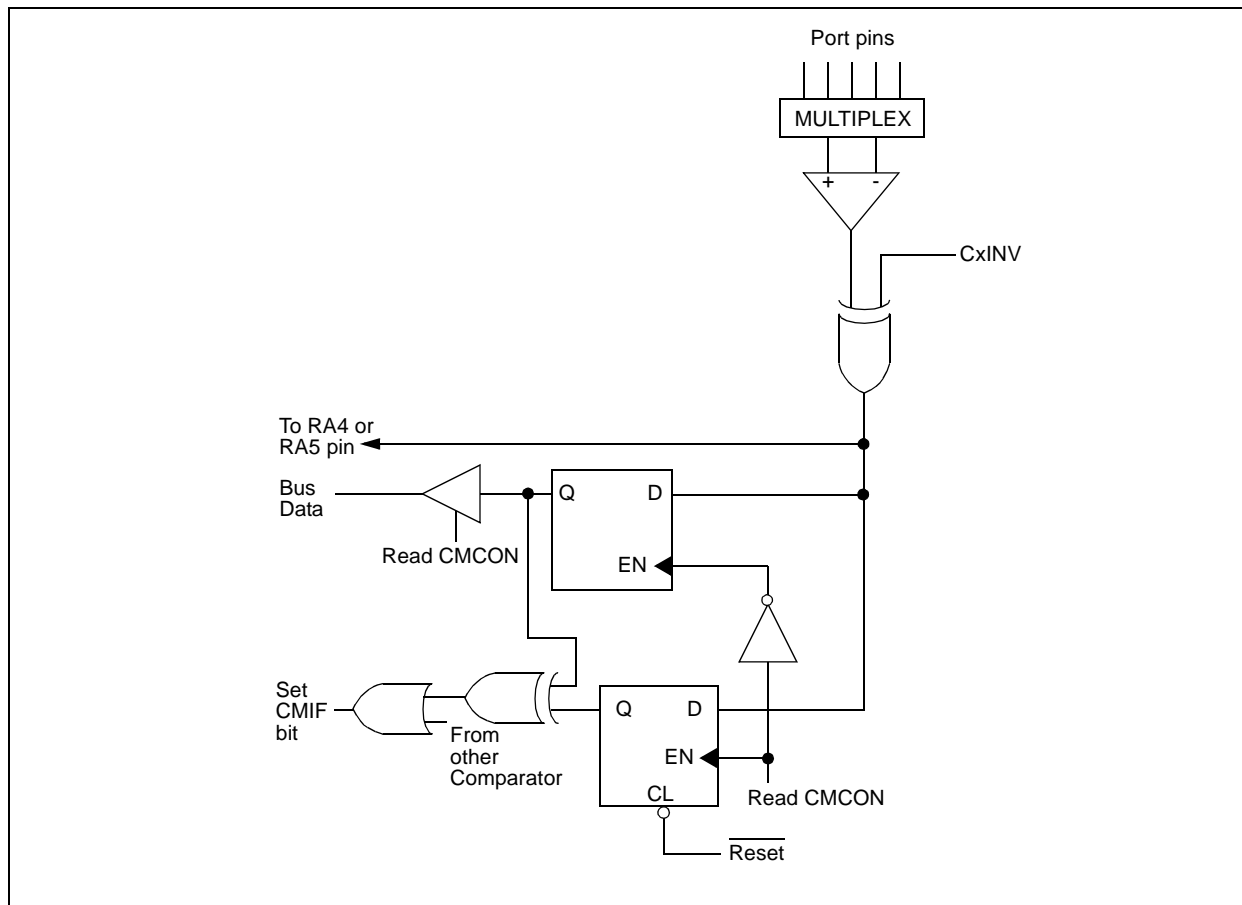 Port pins
MULTIPLEX
+ -
CxINV
To RA4 or
RA5 pin
Bus
Data
Q D
EN
Read CMCON
Set
CMIF
bit
From
other
Comparator
Q D
EN
CL
Read CMCON
Reset